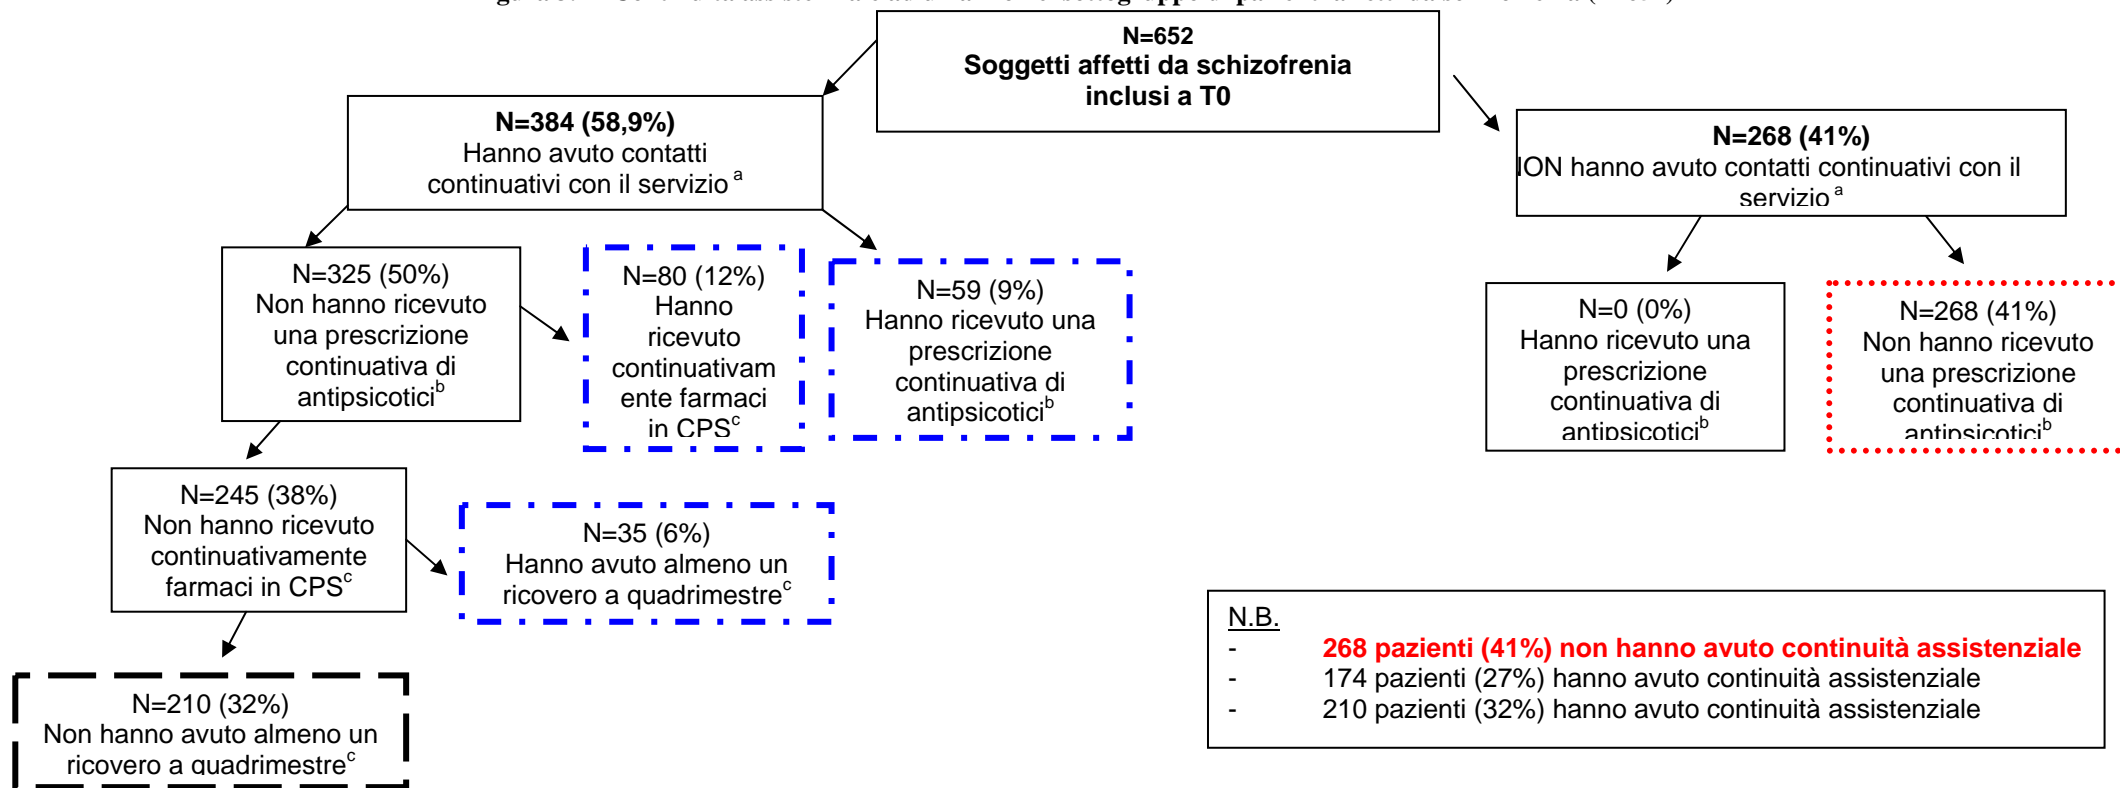 N=652
Soggetti affetti da schizofrenia
inclusi a T0
N=384 (58,9%)
Hanno avuto contatti
continuativi con il servizio a
N=268 (41%)
ION hanno avuto contatti continuativi con il
servizio a
N=325 (50%)
Non hanno ricevuto
una prescrizione
continuativa di
antipsicotici b
N=80 (12%)
Hanno
ricevuto
continuativam
ente farmaci
in CPS c
N=59 (9%)
Hanno ricevuto una
prescrizione
continuativa di
antipsicotici b
N=0 (0%)
Hanno ricevuto una
prescrizione
continuativa di
antipsicotici b
N=268 (41%)
Non hanno ricevuto
una prescrizione
continuativa di
antipsicotici b
N=245 (38%)
Non hanno ricevuto
continuativamente
farmaci in CPS c
N=35 (6%)
Hanno avuto almeno un
ricovero a quadrimestre c
N=210 (32%)
Non hanno avuto almeno un
ricovero a quadrimestre c
N.B.
- 268 pazienti (41%) non hanno avuto continuità assistenziale
- 174 pazienti (27%) hanno avuto continuità assistenziale
- 210 pazienti (32%) hanno avuto continuità assistenziale